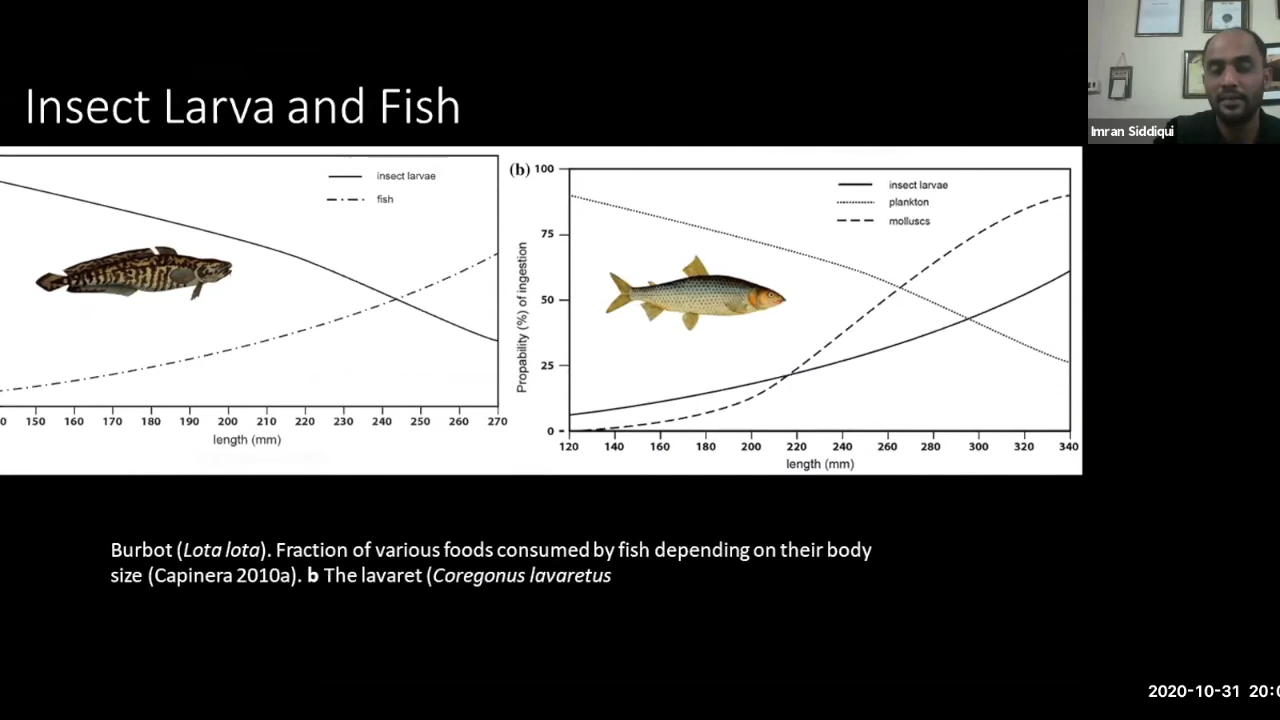 Imran Siddiqui
Insect Larva and Fish
insect larvae
fish
150 160 170 180 190 200 210 220 230 240 250 260 270
length (mm)
(b)
100
75
50
25
0
Propability (%) of ingestion
insect larvae
plankton
molluscs
120 140 160 180 200 220 240 260 280 300 320 340
length (mm)
Burbot (Lota lota). Fraction of various foods consumed by fish depending on their body
size (Capinera 2010a). b The lavaret (Coregonus lavaretus
2020-10-31 20:0